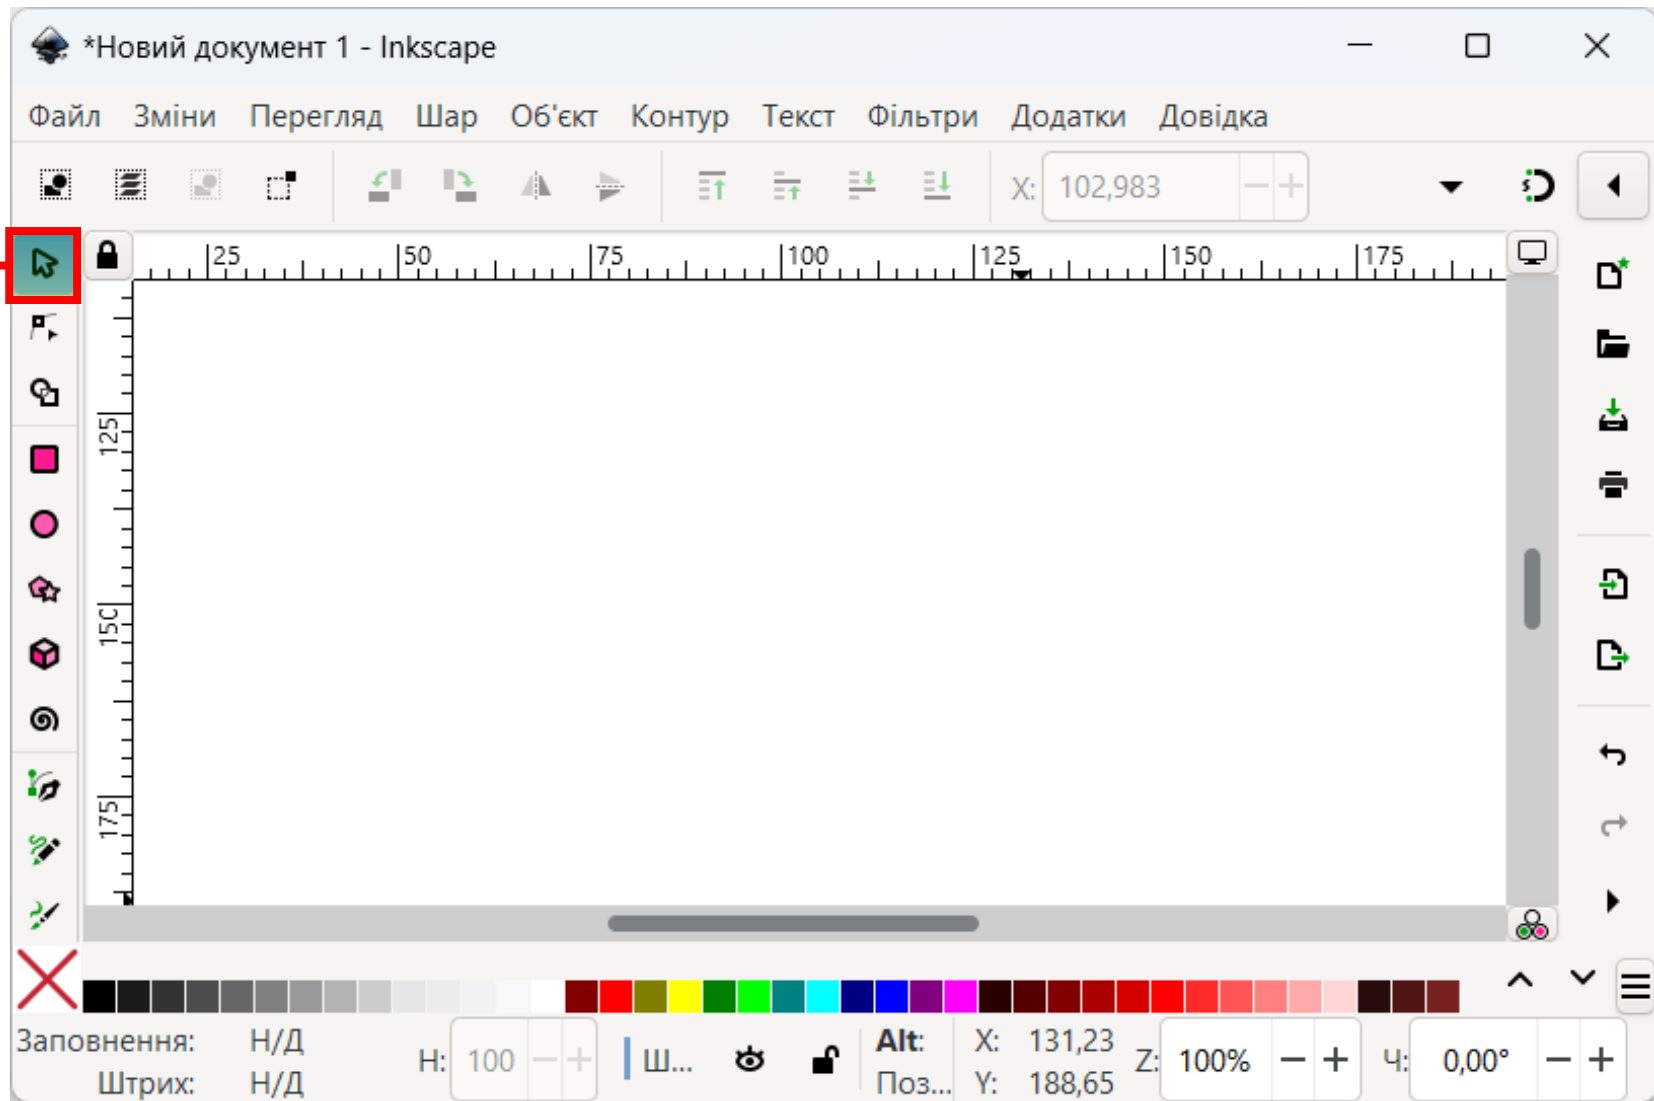 *Новий документ 1 - Inkscape
Файл Зміни Перегляд Шар Об'єкт Контур Текст Фільтри Додатки Довідка
X: 102,983
25 50 75 100 125 150 175
125
150
175
Заповнення: Н/Д
Штрих: Н/Д
Н: 100
Ш...
Alt:
Поз...
X: 131,23
Y: 188,65
Z: 100%
Ч: 0,00°